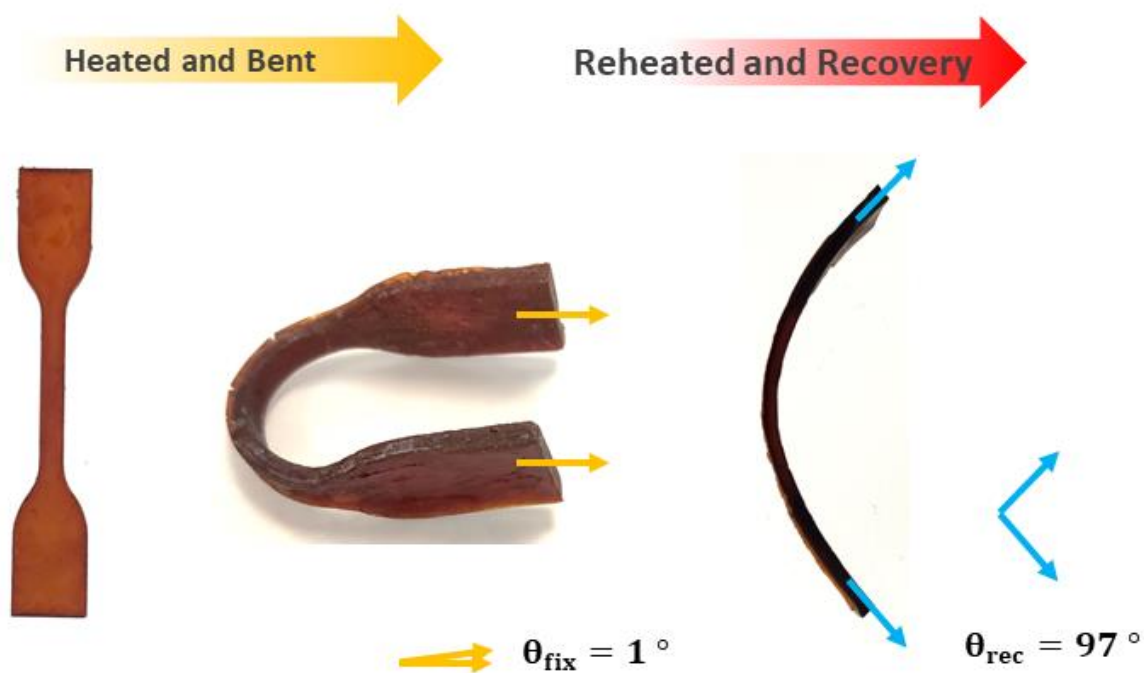 Heated and Bent
Reheated and Recovery
θfix = 1 °
θrec = 97 °